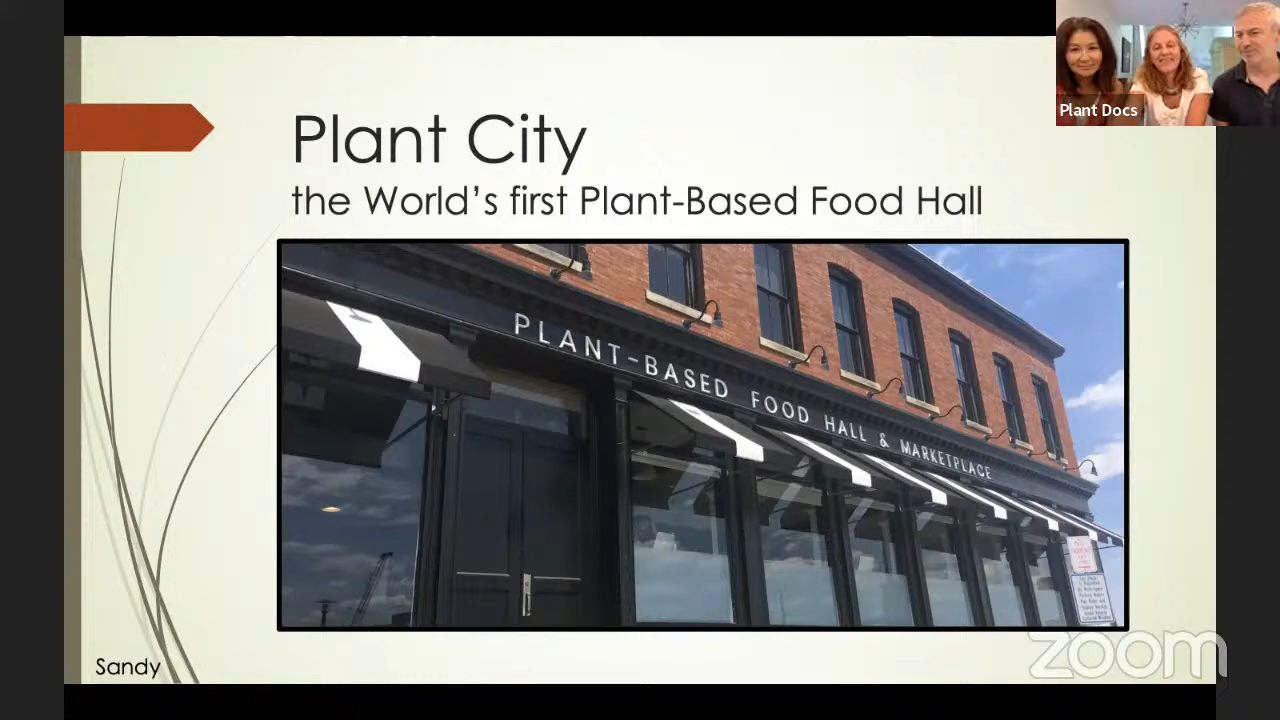 Plant Docs
Plant City
the World's first Plant-Based Food Hall
PLANT-BASED FOOD HALL & MARKETPLACE
Sandy
zoom